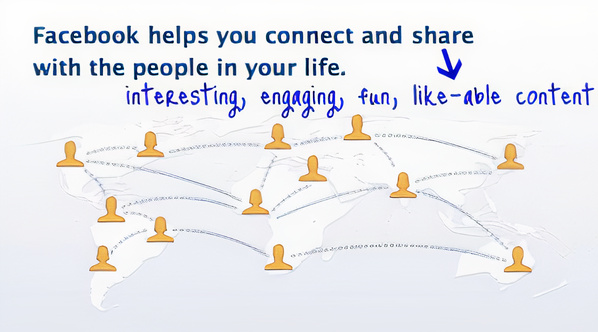 Facebook helps you connect and share
with the people in your life.
interesting, engaging, fun, like-able content